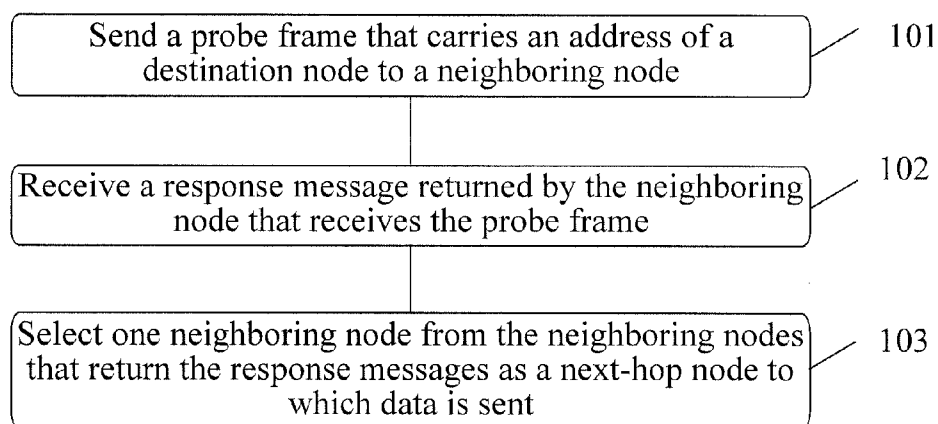 Send a probe frame that carries an address of a
destination node to a neighboring node
101
Receive a response message returned by the neighboring
node that receives the probe frame
102
Select one neighboring node from the neighboring nodes
that return the response messages as a next-hop node to
which data is sent
103